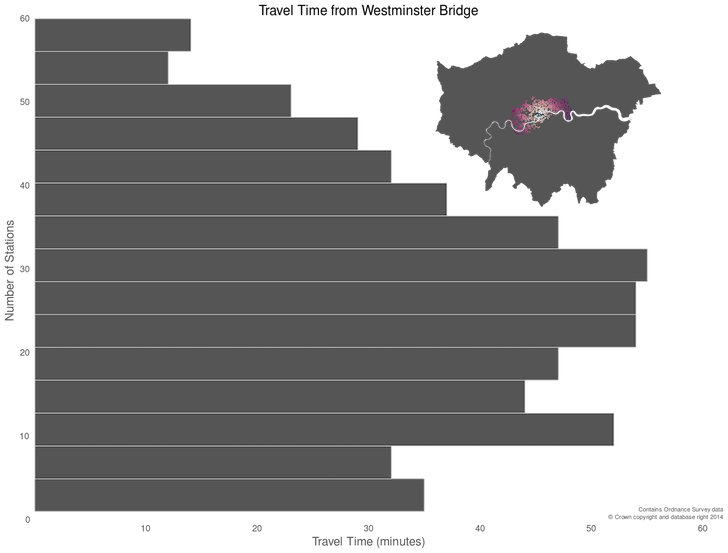 Travel Time from Westminster Bridge
60
50
40
30
20
10
0
Number of Stations
10 20 30 40 50 60
Travel Time (minutes)
Contains Ordnance Survey data
© Crown copyright and database right 2014